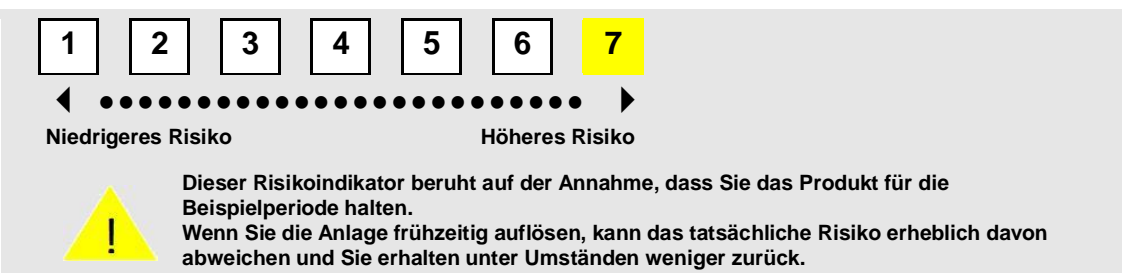 1 2 3 4 5 6 7
Niedrigeres Risiko Höheres Risiko
Dieser Risikoindikator beruht auf der Annahme, dass Sie das Produkt für die
Beispielperiode halten.
!
Wenn Sie die Anlage frühzeitig auflösen, kann das tatsächliche Risiko erheblich davon
abweichen und Sie erhalten unter Umständen weniger zurück.